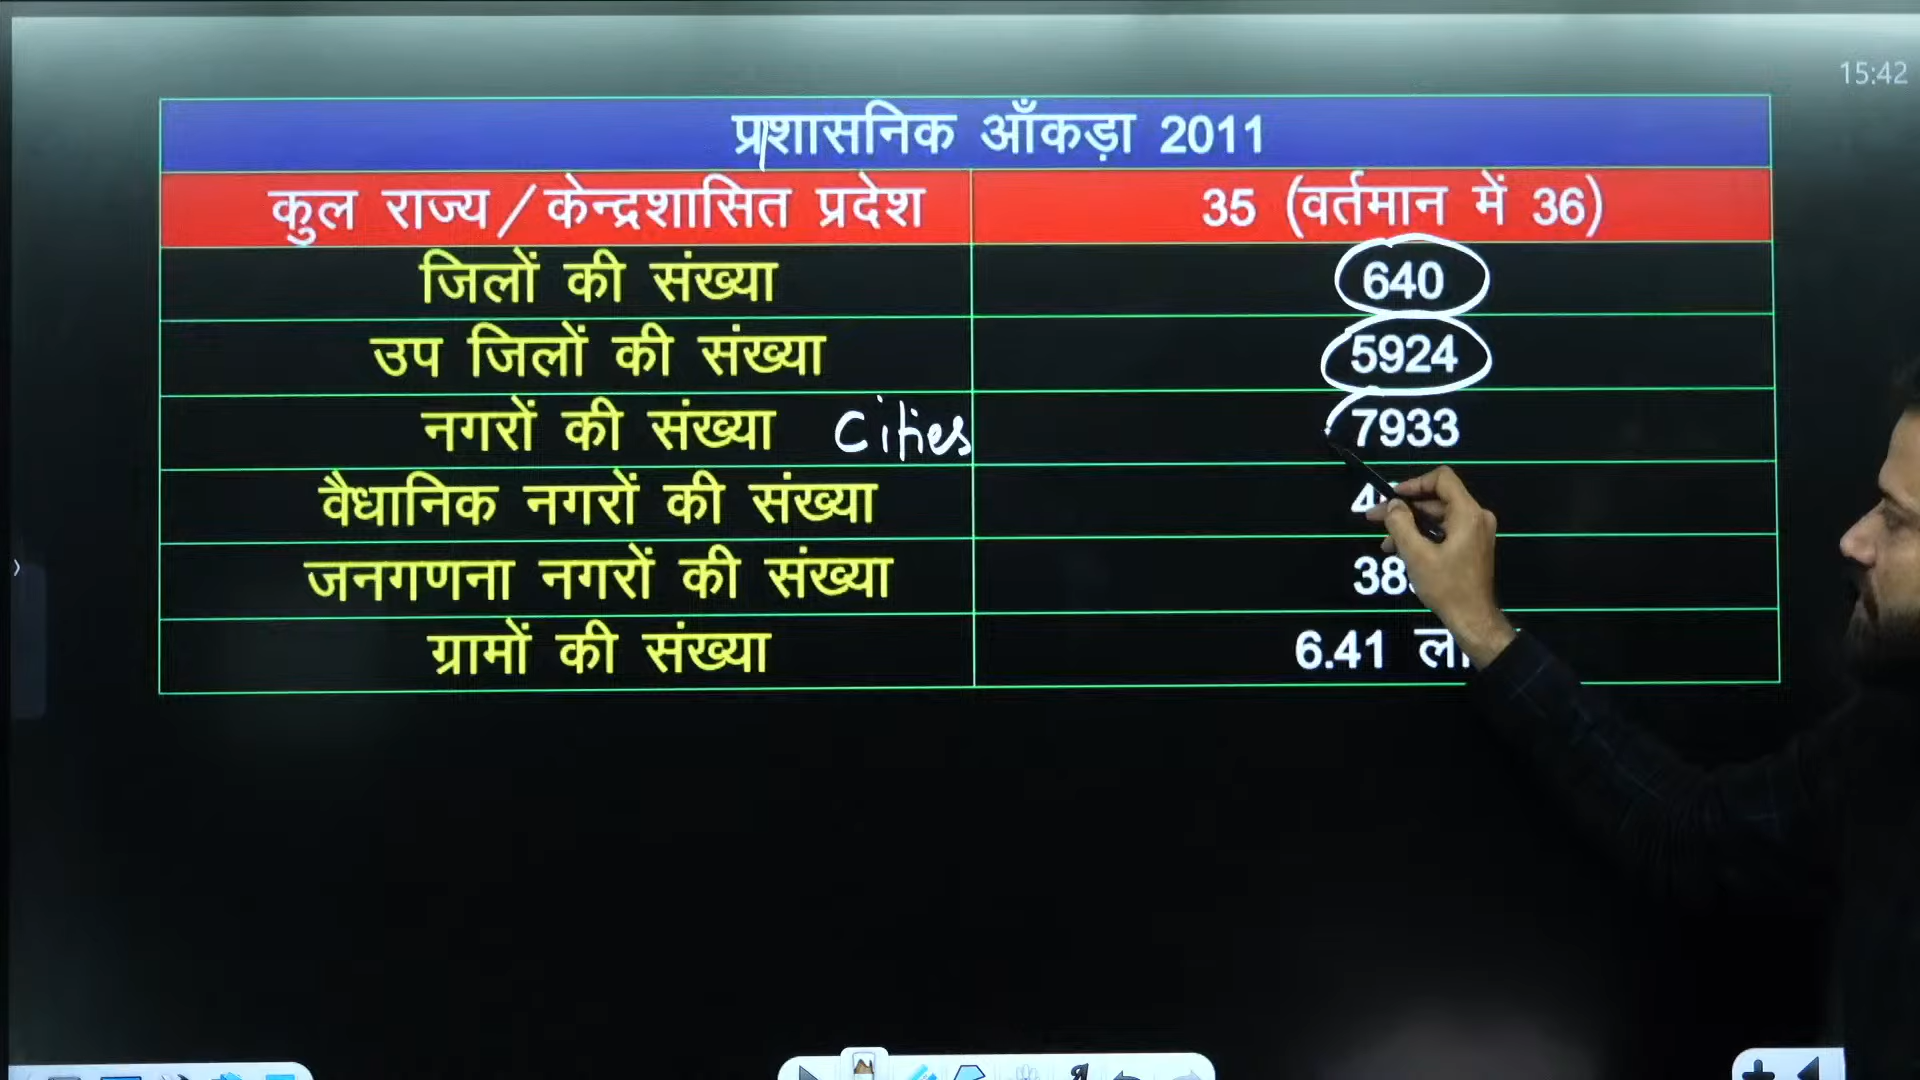 15:42
प्रशासनिक आँकड़ा 2011
कुल राज्य/केन्द्रशासित प्रदेश 35 (वर्तमान में 36)
जिलों की संख्या 640
उप जिलों की संख्या 5924
नगरों की संख्या Cities 7933
वैधानिक नगरों की संख्या
जनगणना नगरों की संख्या
ग्रामों की संख्या 6.41